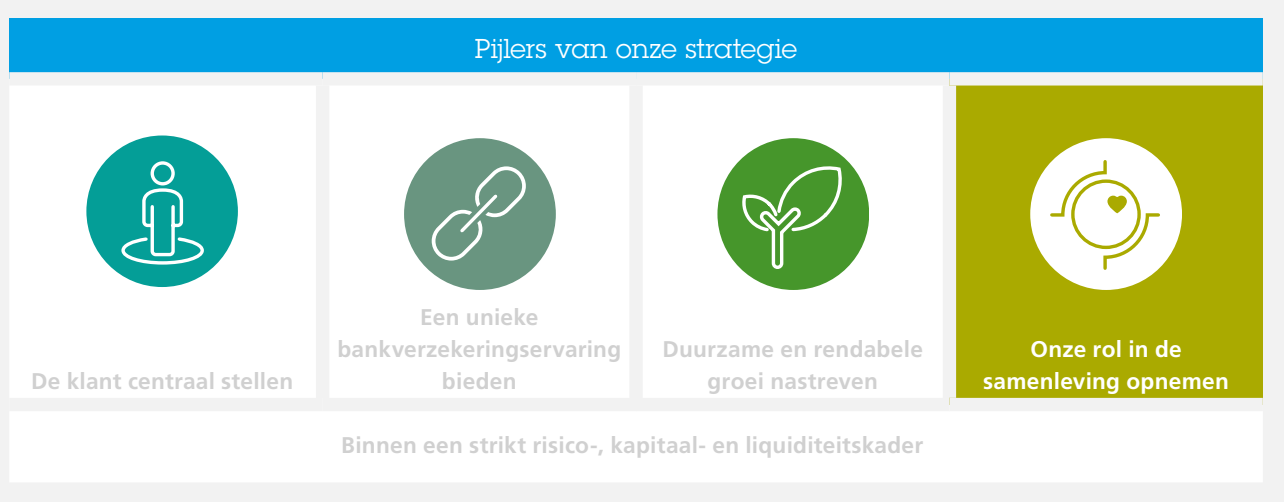 Pijlers van onze strategie
De klant centraal stellen
Een unieke
bankverzekeringservaring
bieden
Duurzame en rendabele
groei nastreven
Onze rol in de
samenleving opnemen
Binnen een strikt risico-, kapitaal- en liquiditeitskader